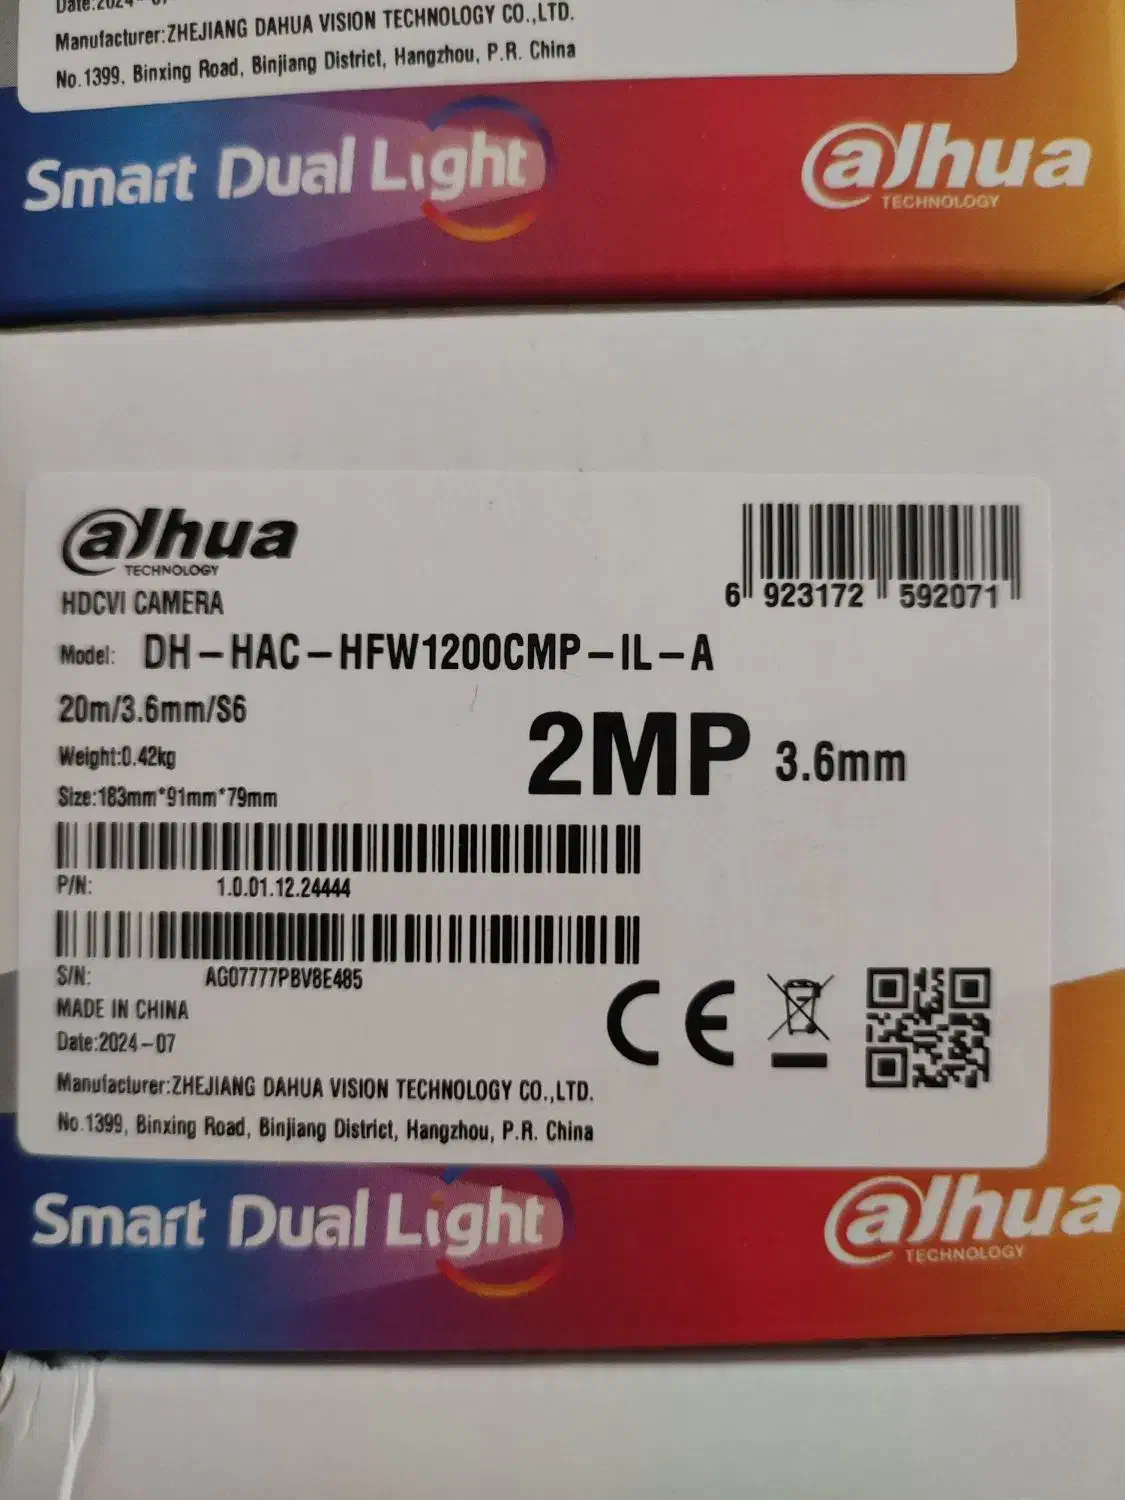 Date:2024-07
Manufacturer:ZHEJIANG DAHUA VISION TECHNOLOGY CO.,LTD.
No.1399, Binxing Road, Binjiang District, Hangzhou, P.R. China
Smart Dual Light
alhua
TECHNOLOGY
alhua
TECHNOLOGY
HDCVI CAMERA
6 923172 592071
Model: DH-HAC-HFW1200CMP-IL-A
20m/3.6mm/S6
2MP 3.6mm
Weight:0.42kg
Size:183mm*91mm*79mm
P/N: 1.0.01.12.24444
S/N: AG07777PBV8E485
MADE IN CHINA
Date:2024-07
CE
Manufacturer:ZHEJIANG DAHUA VISION TECHNOLOGY CO.,LTD.
No.1399, Binxing Road, Binjiang District, Hangzhou, P.R. China
Smart Dual Light
alhua
TECHNOLOGY